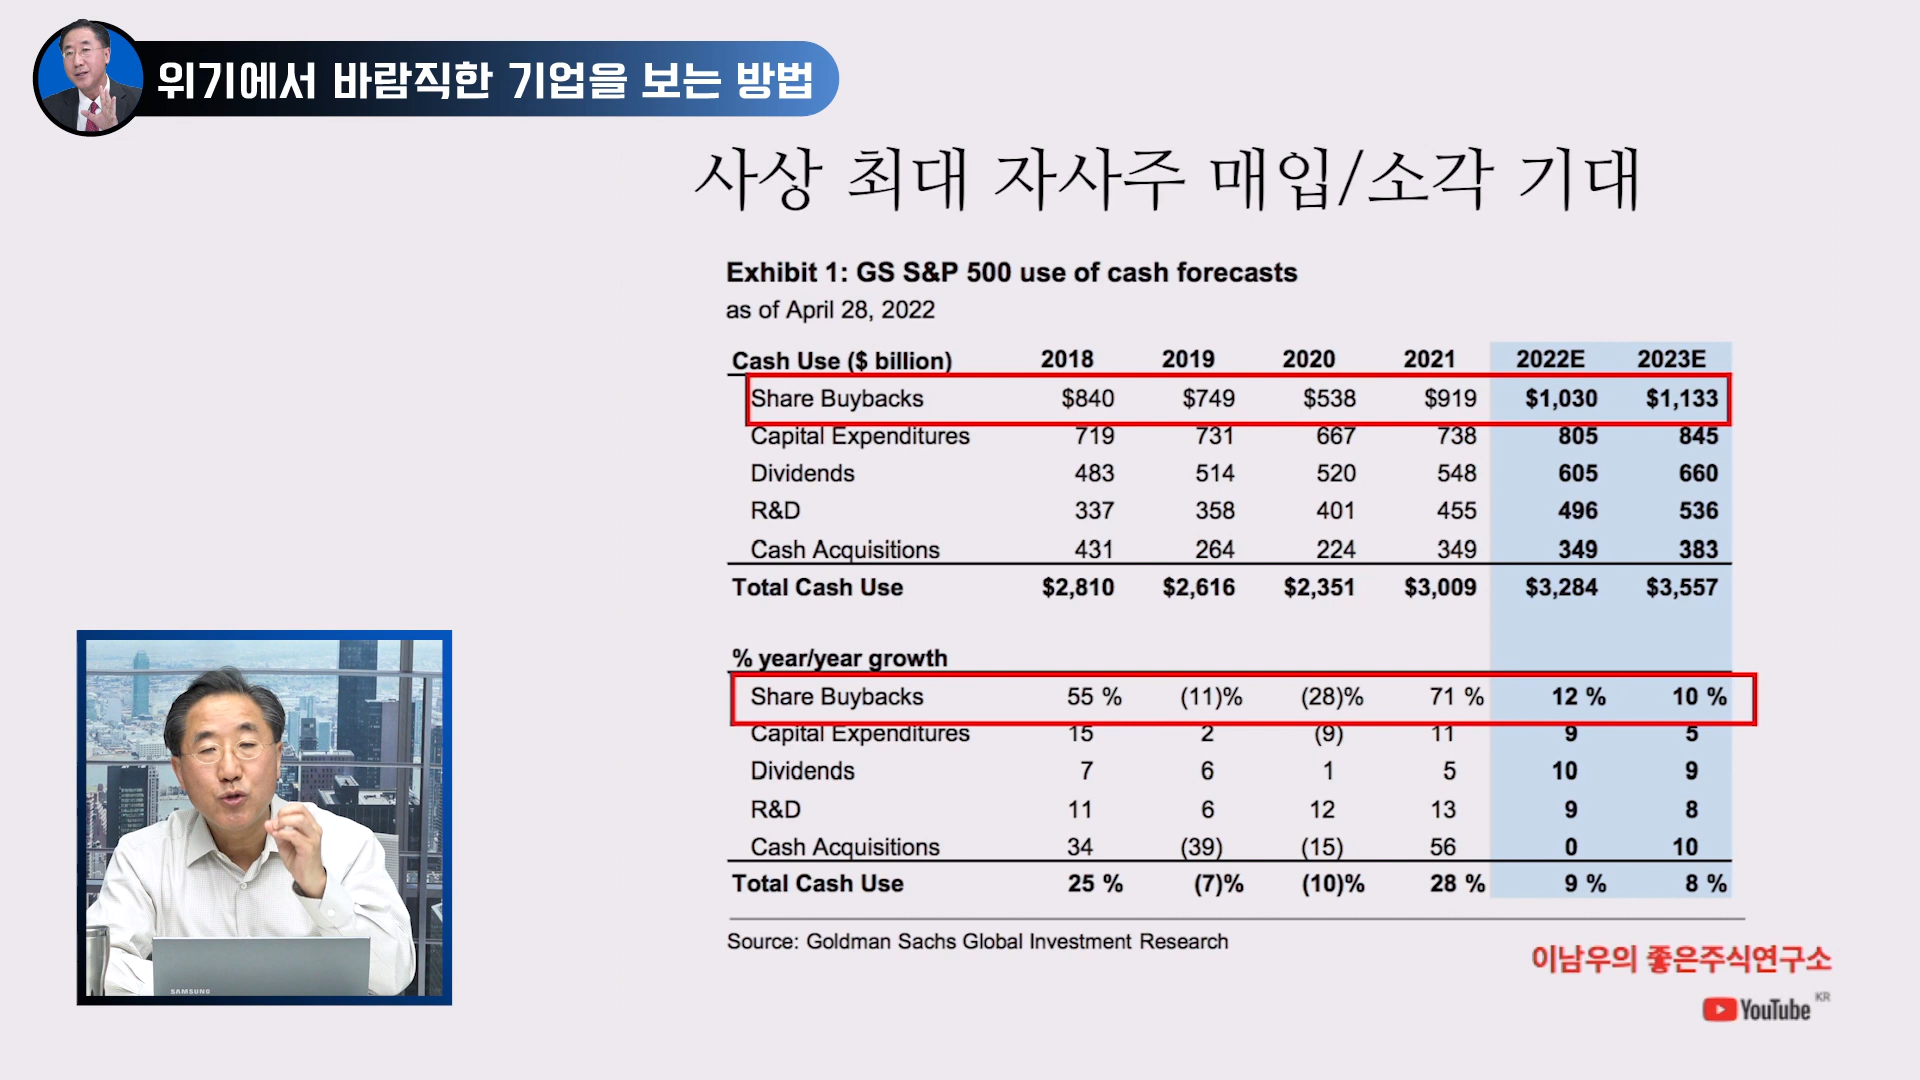 위기에서 바람직한 기업을 보는 방법
사상 최대 자사주 매입/소각 기대
Exhibit 1: GS S&P 500 use of cash forecasts
as of April 28, 2022
Cash Use ($ billion) 2018 2019 2020 2021 2022E 2023E
Share Buybacks $840 $749 $538 $919 $1,030 $1,133
Capital Expenditures 719 731 667 738 805 845
Dividends 483 514 520 548 605 660
R&D 337 358 401 455 496 536
Cash Acquisitions 431 264 224 349 349 383
Total Cash Use $2,810 $2,616 $2,351 $3,009 $3,284 $3,557
% year/year growth
Share Buybacks 55 % (11)% (28)% 71 % 12 % 10 %
Capital Expenditures 15 2 (9) 11 9 5
Dividends 7 6 1 5 10 9
R&D 11 6 12 13 9 8
Cash Acquisitions 34 (39) (15) 56 0 10
Total Cash Use 25 % (7)% (10)% 28 % 9 % 8 %
Source: Goldman Sachs Global Investment Research
이남우의 좋은주식연구소
YouTube KR
SAMSUNG